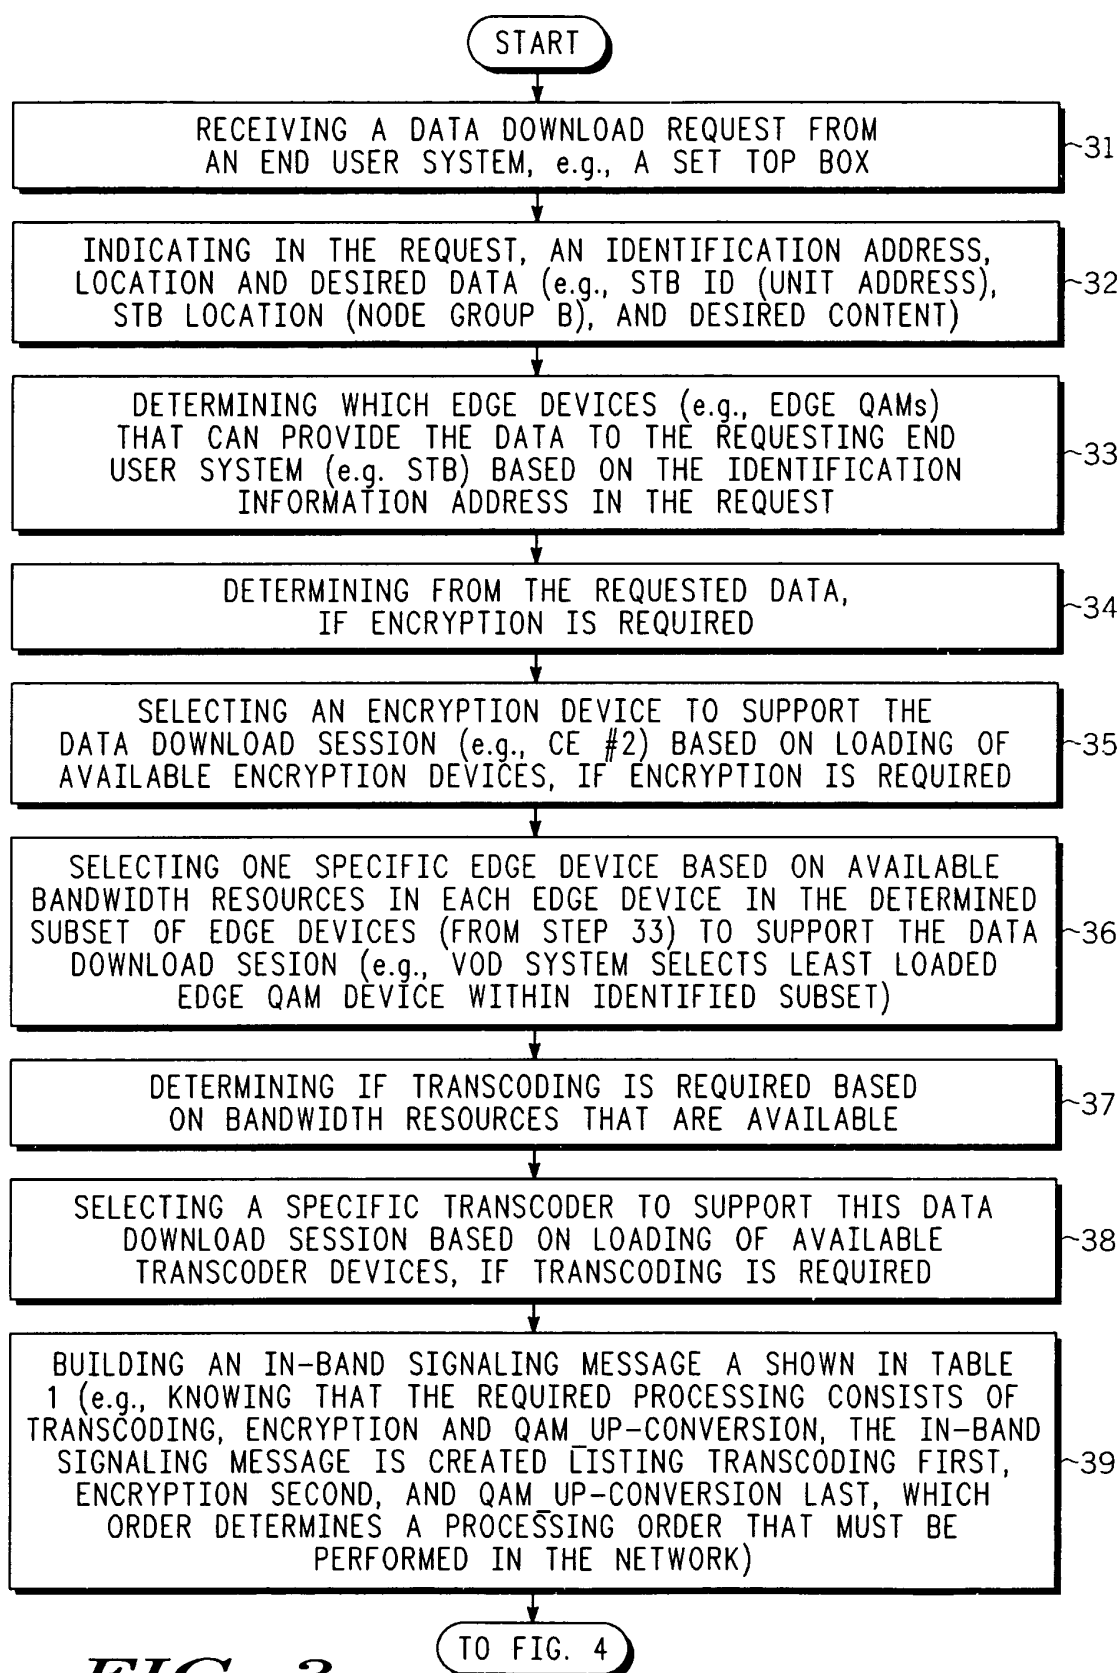 START
RECEIVING A DATA DOWNLOAD REQUEST FROM
AN END USER SYSTEM, e.g., A SET TOP BOX
31
INDICATING IN THE REQUEST, AN IDENTIFICATION ADDRESS,
LOCATION AND DESIRED DATA (e.g., STB ID (UNIT ADDRESS),
STB LOCATION (NODE GROUP B), AND DESIRED CONTENT)
32
DETERMINING WHICH EDGE DEVICES (e.g., EDGE QAMs)
THAT CAN PROVIDE THE DATA TO THE REQUESTING END
USER SYSTEM (e.g. STB) BASED ON THE IDENTIFICATION
INFORMATION ADDRESS IN THE REQUEST
33
DETERMINING FROM THE REQUESTED DATA,
IF ENCRYPTION IS REQUIRED
34
SELECTING AN ENCRYPTION DEVICE TO SUPPORT THE
DATA DOWNLOAD SESSION (e.g., CE #2) BASED ON LOADING OF
AVAILABLE ENCRYPTION DEVICES, IF ENCRYPTION IS REQUIRED
35
SELECTING ONE SPECIFIC EDGE DEVICE BASED ON AVAILABLE
BANDWIDTH RESOURCES IN EACH EDGE DEVICE IN THE DETERMINED
SUBSET OF EDGE DEVICES (FROM STEP 33) TO SUPPORT THE DATA
DOWNLOAD SESION (e.g., VOD SYSTEM SELECTS LEAST LOADED
EDGE QAM DEVICE WITHIN IDENTIFIED SUBSET)
36
DETERMINING IF TRANSCODING IS REQUIRED BASED
ON BANDWIDTH RESOURCES THAT ARE AVAILABLE
37
SELECTING A SPECIFIC TRANSCODER TO SUPPORT THIS DATA
DOWNLOAD SESSION BASED ON LOADING OF AVAILABLE
TRANSCODER DEVICES, IF TRANSCODING IS REQUIRED
38
BUILDING AN IN-BAND SIGNALING MESSAGE A SHOWN IN TABLE
1 (e.g., KNOWING THAT THE REQUIRED PROCESSING CONSISTS OF
TRANSCODING, ENCRYPTION AND QAM_UP-CONVERSION, THE IN-BAND
SIGNALING MESSAGE IS CREATED LISTING TRANSCODING FIRST,
ENCRYPTION SECOND, AND QAM_UP-CONVERSION LAST, WHICH
ORDER DETERMINES A PROCESSING ORDER THAT MUST BE
PERFORMED IN THE NETWORK)
39
TO FIG. 4
FIG. 3